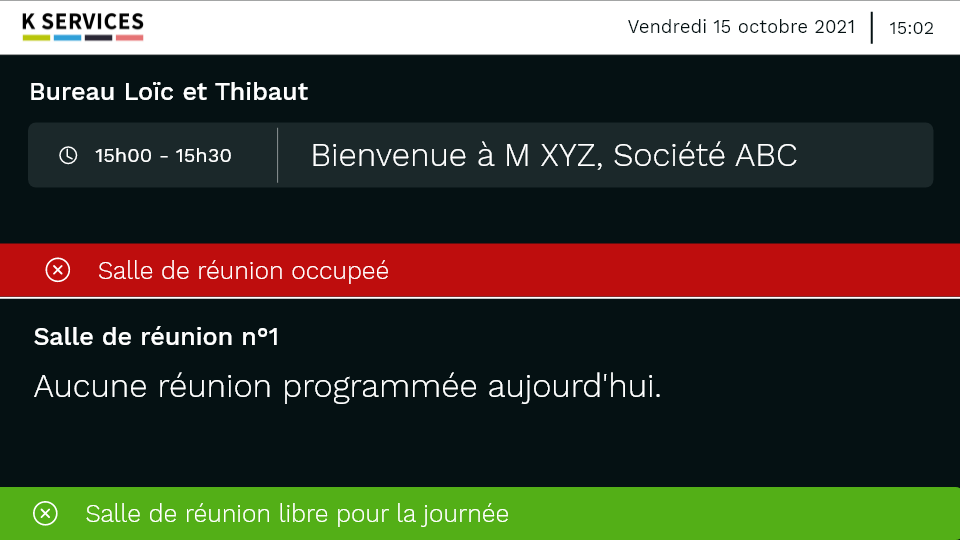 K SERVICES
Vendredi 15 octobre 2021
15:02
Bureau Loïc et Thibaut
15h00 - 15h30
Bienvenue à M XYZ, Société ABC
Salle de réunion occupeé
Salle de réunion n°1
Aucune réunion programmée aujourd'hui.
Salle de réunion libre pour la journée